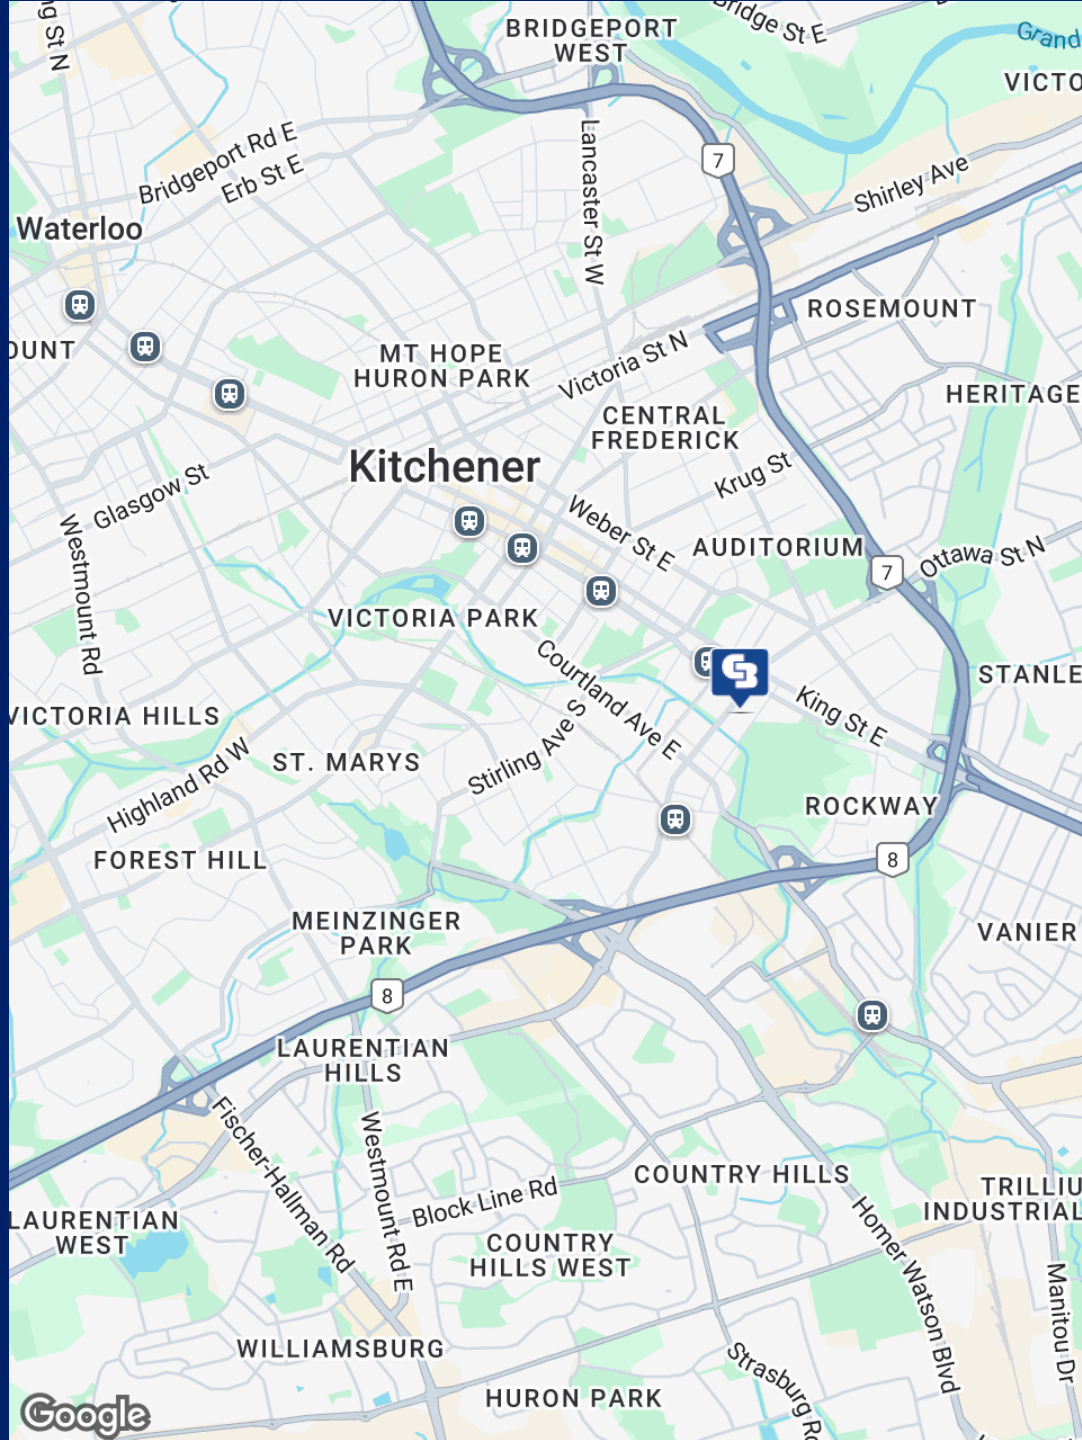 BRIDGEPORT
WEST
Bridge St E
Grand
VICTO
Bridgeport Rd E
Erb St E
Lancaster St W
7
Shirley Ave
Waterloo
ROSEMOUNT
OUNT
MT HOPE
HURON PARK
Victoria St N
HERITAGE
CENTRAL
FREDERICK
Kitchener
Krug St
Glasgow St
Weber St E
AUDITORIUM
7
Ottawa St N
Westmount Rd
VICTORIA PARK
Courtland Ave E
CB
STANLE
VICTORIA HILLS
King St E
Stirling Ave S
ST. MARYS
Highland Rd W
ROCKWAY
FOREST HILL
8
MEINZINGER
PARK
VANIER
8
LAURENTIAN
HILLS
Fischer-Hallman Rd
Westmount Rd E
COUNTRY HILLS
Block Line Rd
TRILLIU
INDUSTRIAL
LAURENTIAN
WEST
COUNTRY
HILLS WEST
Homer Watson Blvd
Manitou Dr
WILLIAMSBURG
Strasburg Rd
HURON PARK
Google